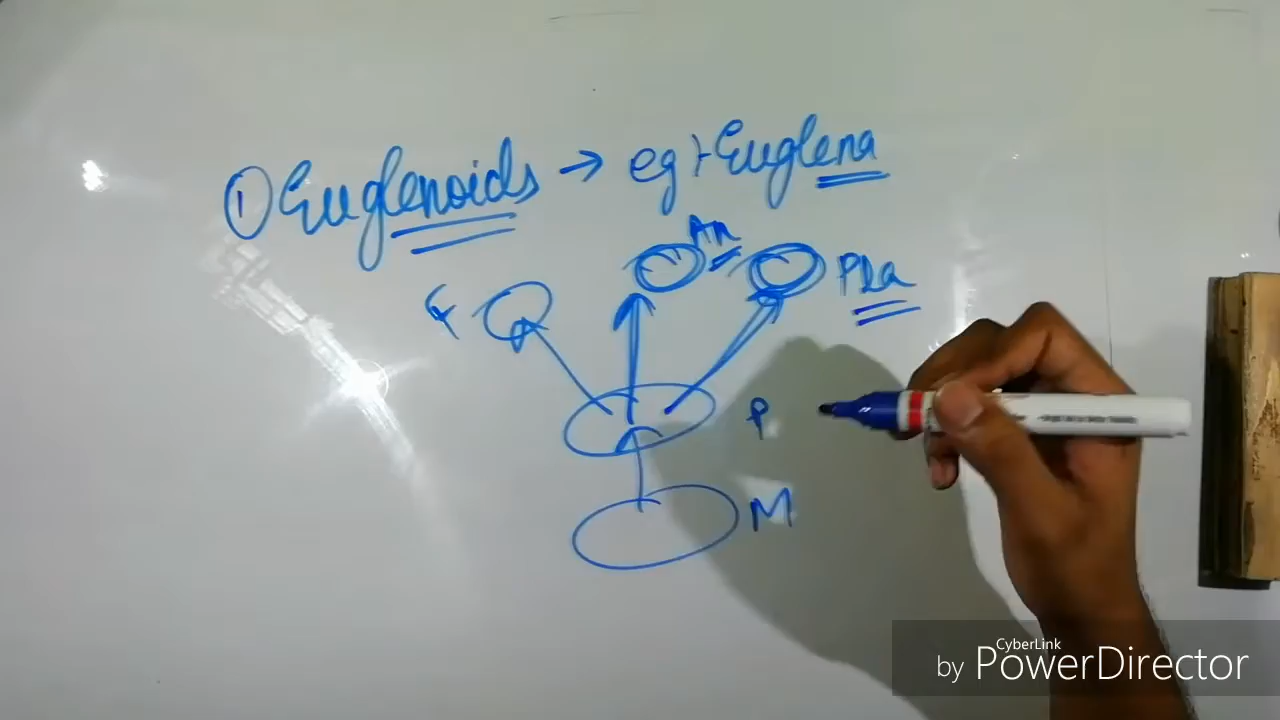 ① Euglenoids → eg :- Euglena
An
Pla
F
P
M
CyberLink
by PowerDirector